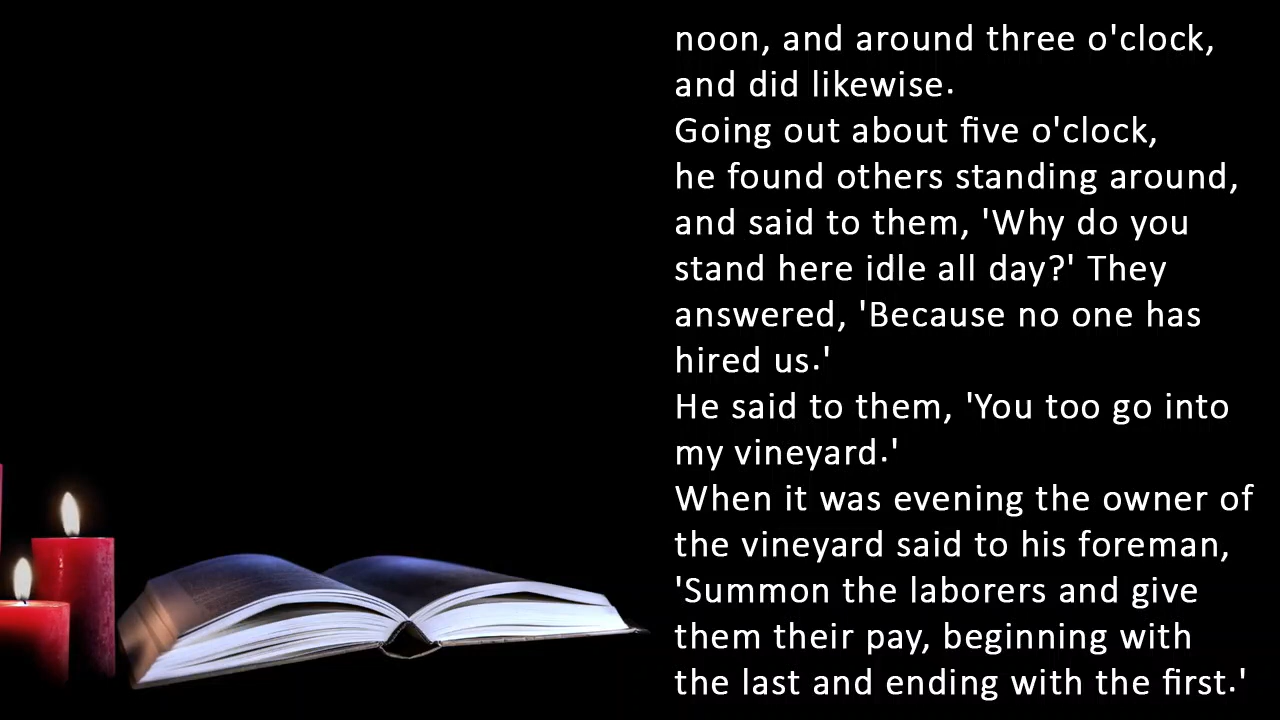 noon, and around three o'clock,
and did likewise.
Going out about five o'clock,
he found others standing around,
and said to them, 'Why do you
stand here idle all day?' They
answered, 'Because no one has
hired us.'
He said to them, 'You too go into
my vineyard.'
When it was evening the owner of
the vineyard said to his foreman,
'Summon the laborers and give
them their pay, beginning with
the last and ending with the first.'